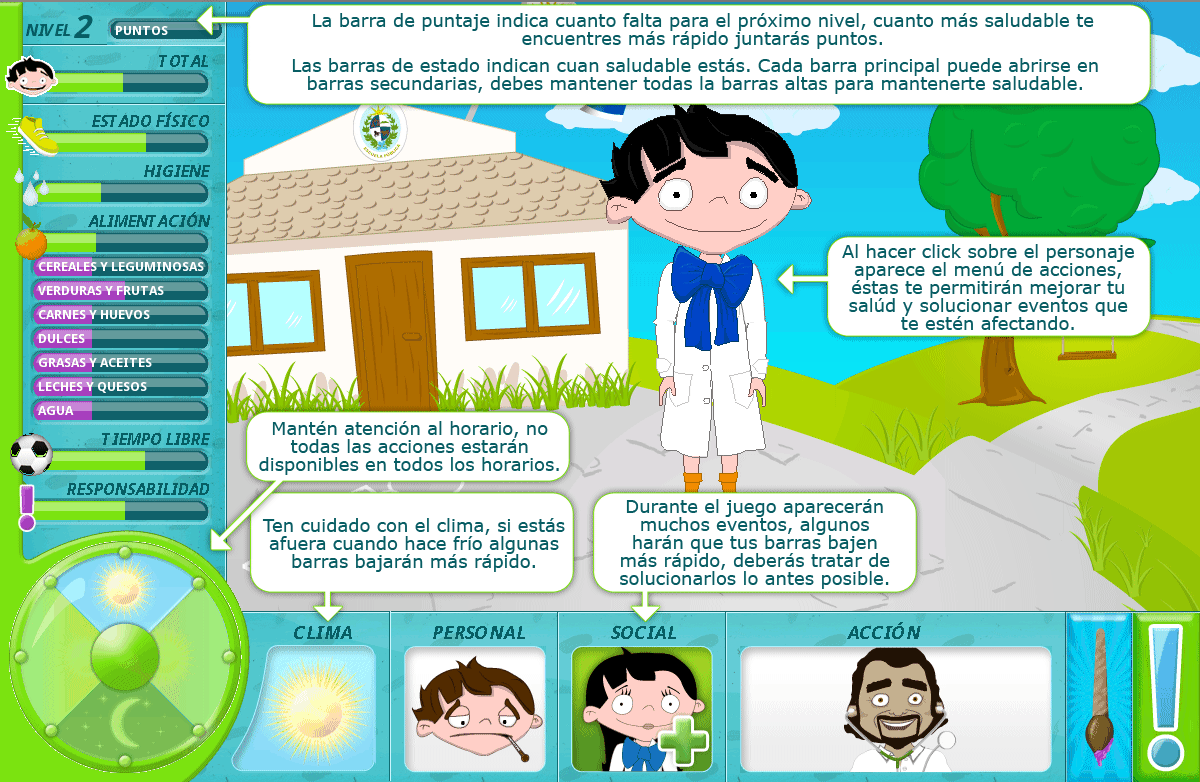 NIVEL 2
PUNTOS
TOTAL
ESTADO FÍSICO
HIGIENE
ALIMENTACIÓN
CEREALES Y LEGUMINOSAS
VERDURAS Y FRUTAS
CARNES Y HUEVOS
DULCES
GRASAS Y ACEITES
LECHES Y QUESOS
AGUA
TIEMPO LIBRE
RESPONSABILIDAD
La barra de puntaje indica cuanto falta para el próximo nivel, cuanto más saludable te
encuentres más rápido juntarás puntos.
Las barras de estado indican cuan saludable estás. Cada barra principal puede abrirse en
barras secundarias, debes mantener todas la barras altas para mantenerte saludable.
Al hacer click sobre el personaje
aparece el menú de acciones,
éstas te permitirán mejorar tu
salúd y solucionar eventos que
te estén afectando.
Mantén atención al horario, no
todas las acciones estarán
disponibles en todos los horarios.
Ten cuidado con el clima, si estás
afuera cuando hace frío algunas
barras bajarán más rápido.
Durante el juego aparecerán
muchos eventos, algunos
harán que tus barras bajen
más rápido, deberás tratar de
solucionarlos lo antes posible.
CLIMA
PERSONAL
SOCIAL
ACCIÓN